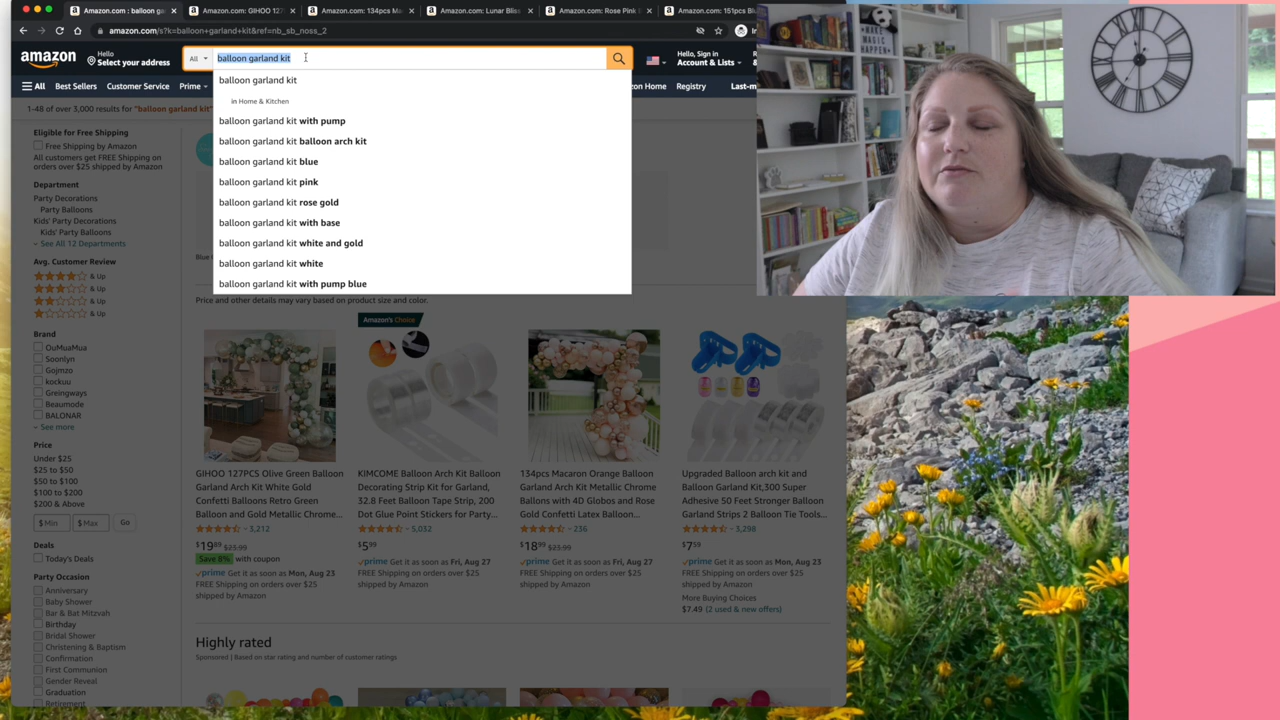 Amazon.com : balloon ga
Amazon.com: GIHOO 127
Amazon.com: 134pcs Ma
Amazon.com: Lunar Bliss
Amazon.com: Rose Pink
Amazon.com: 151pcs Blu
amazon.com/s?k=balloon+garland+kit&ref=nb_sb_noss_2
amazon
Hello
Select your address
All
balloon garland kit
Hello, Sign in
Account & Lists
All
Best Sellers
Customer Service
Prime
on Home
Registry
Last-m
1-48 of over 3,000 results for "balloon garland kit"
balloon garland kit
in Home & Kitchen
balloon garland kit with pump
balloon garland kit balloon arch kit
balloon garland kit blue
balloon garland kit pink
balloon garland kit rose gold
balloon garland kit with base
balloon garland kit white and gold
balloon garland kit white
balloon garland kit with pump blue
Eligible for Free Shipping
Free Shipping by Amazon
All customers get FREE Shipping on
orders over $25 shipped by Amazon
Department
Party Decorations
Party Balloons
Kids' Party Decorations
Kids' Party Balloons
See All 12 Departments
Avg. Customer Review
& Up
& Up
& Up
& Up
Brand
OuMuaMua
Soonlyn
Gojmzo
kockuu
Greingways
Beaumode
BALONAR
See more
Price
Under $25
$25 to $50
$50 to $100
$100 to $200
$200 & Above
$ Min
$ Max
Go
Deals
Today's Deals
Party Occasion
Anniversary
Baby Shower
Bar & Bat Mitzvah
Birthday
Bridal Shower
Christening & Baptism
Confirmation
First Communion
Funeral
Graduation
Retirement
Price and other details may vary based on product size and color.
GIHOO 127PCS Olive Green Balloon
Garland Arch Kit White Gold
Confetti Balloons Retro Green
Balloon and Gold Metallic Chrome...
3,212
$1989 $23.99
Save 8% with coupon
prime Get it as soon as Mon, Aug 23
FREE Shipping on orders over $25
shipped by Amazon
Amazon's Choice
KIMCOME Balloon Arch Kit Balloon
Decorating Strip Kit for Garland,
32.8 Feet Balloon Tape Strip, 200
Dot Glue Point Stickers for Party...
5,032
$599
prime Get it as soon as Fri, Aug 27
FREE Shipping on orders over $25
shipped by Amazon
134pcs Macaron Orange Balloon
Garland Arch Kit Metallic Chrome
Ballons with 4D Globos and Rose
Gold Confetti Latex Balloon...
236
$1899 $23.99
prime Get it as soon as Fri, Aug 27
FREE Shipping on orders over $25
shipped by Amazon
Upgraded Balloon arch kit and
Balloon Garland Kit,300 Super
Adhesive 50 Feet Stronger Balloon
Garland Strips 2 Balloon Tie Tools...
3,298
$759
prime Get it as soon as Mon, Aug 23
FREE Shipping on orders over $25
shipped by Amazon
More Buying Choices
$7.49 (2 used & new offers)
Highly rated
Sponsored | Based on star rating and number of customer ratings.